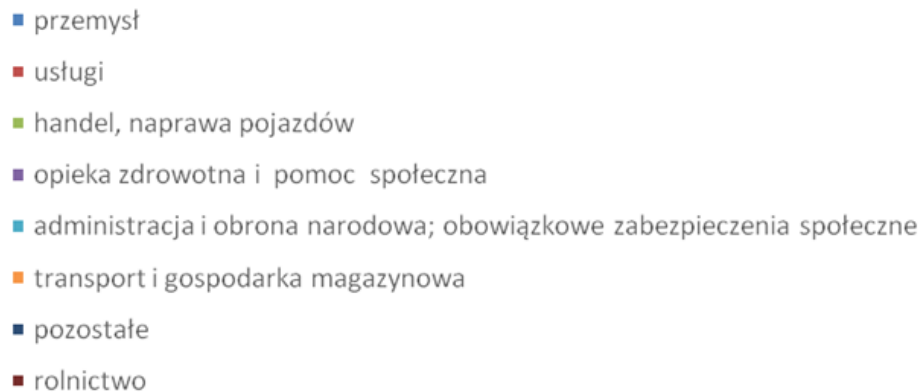 przemysł
usługi
handel, naprawa pojazdów
opieka zdrowotna i pomoc społeczna
administracja i obrona narodowa; obowiązkowe zabezpieczenia społeczne
transport i gospodarka magazynowa
pozostałe
rolnictwo